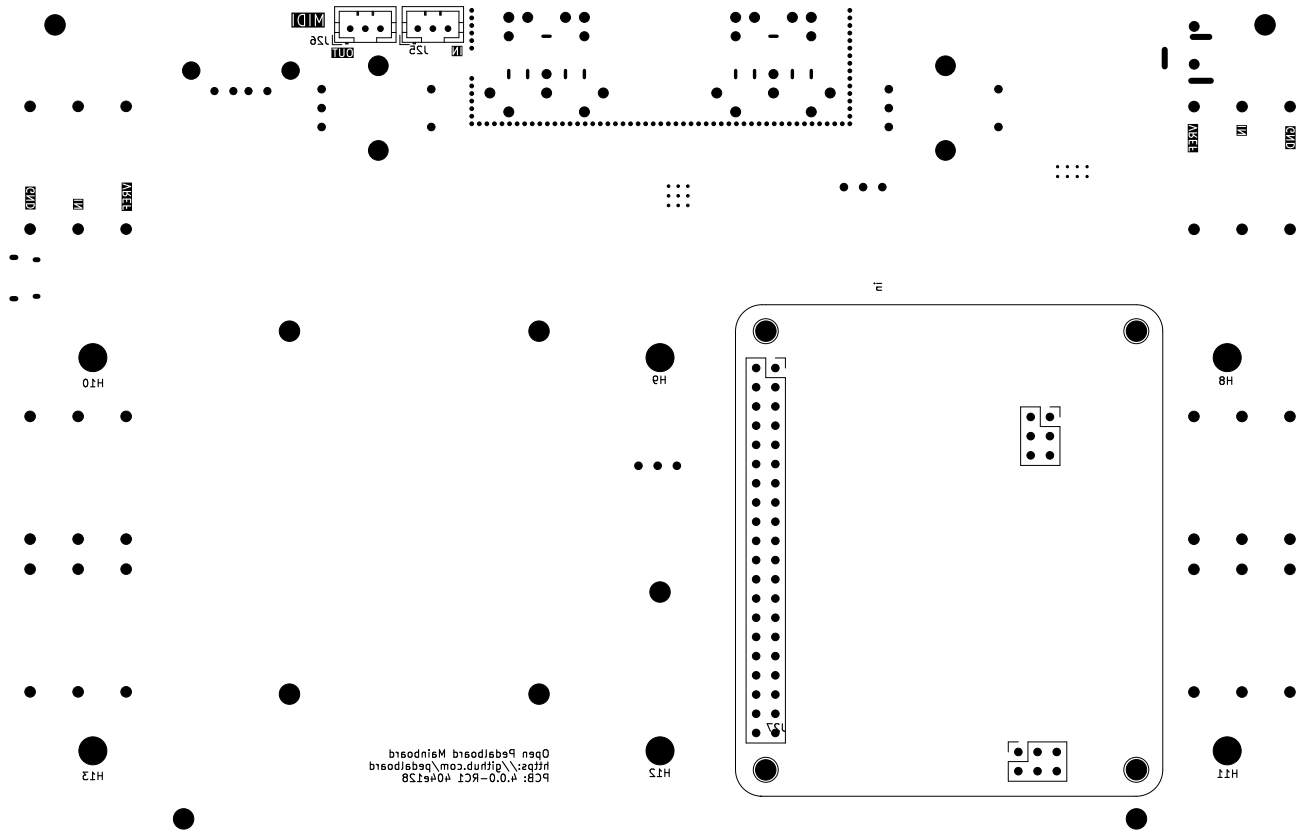 MIDI
J26
OUT
J25
IN
VREF
IN
GND
GND
IN
VREF
H10
H9
H8
J27
Open Pedalboard Mainboard
https://github.com/pedalboard
PCB: 4.0.0-RC1 404e128
H13
H12
H11